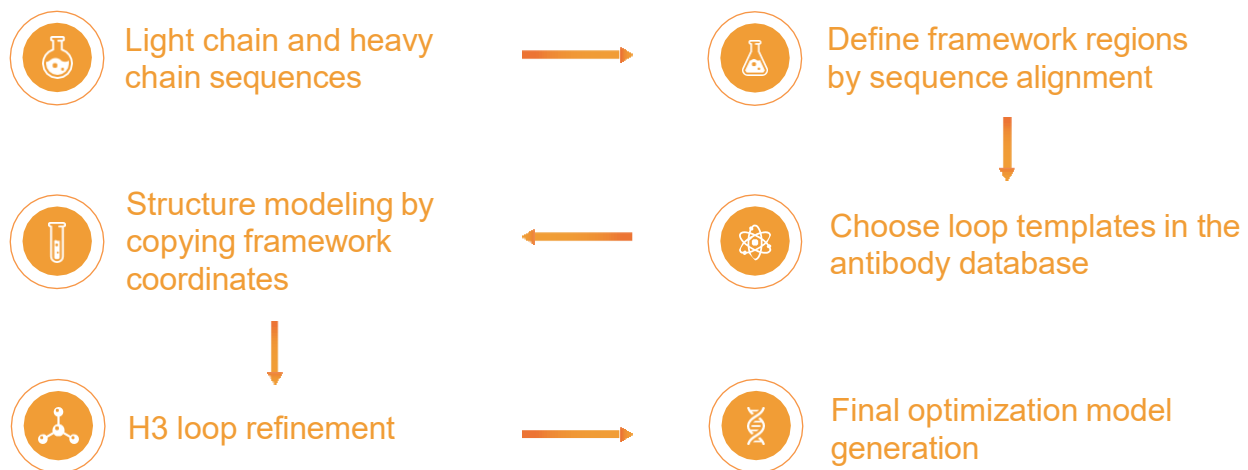 Light chain and heavy
chain sequences
Define framework regions
by sequence alignment
Choose loop templates in the
antibody database
Structure modeling by
copying framework
coordinates
H3 loop refinement
Final optimization model
generation